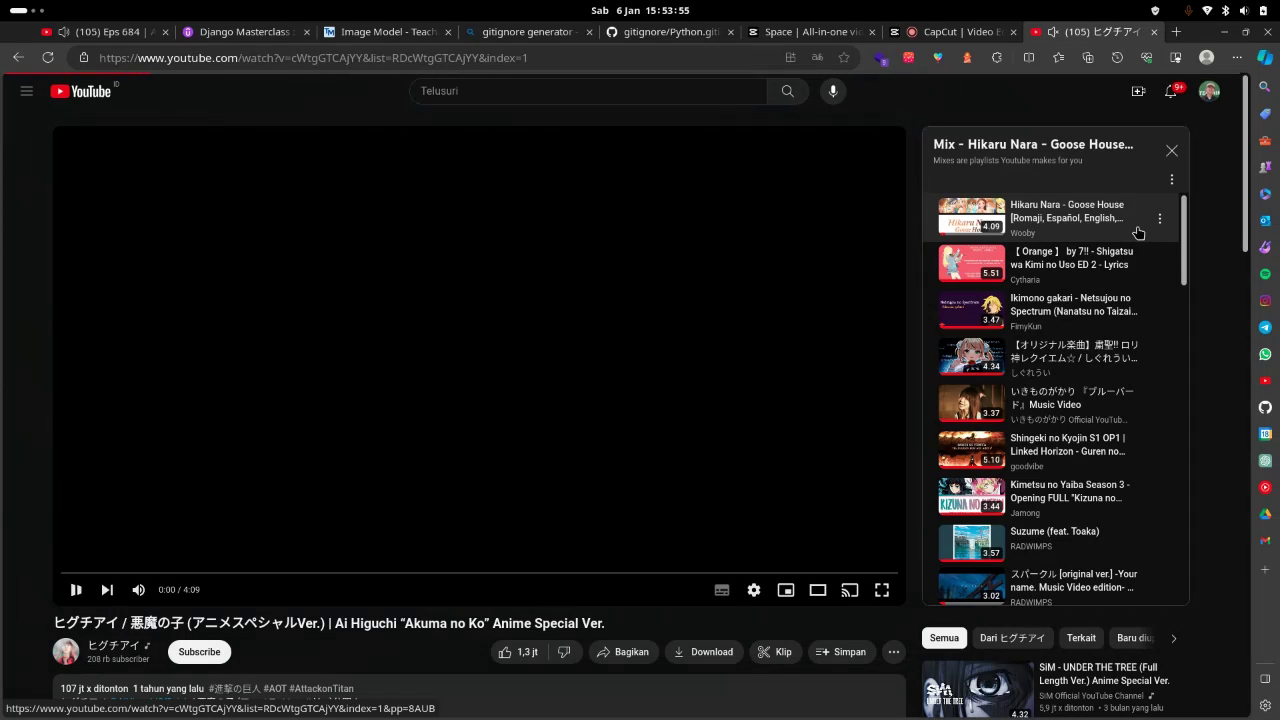 Sab 6 Jan 15:53:55
(105) Eps 684 | A
Django Masterclass
Image Model - Teach
gitignore generator -
gitignore/Python.giti
Space | All-in-one vid
CapCut | Video E
(105) ヒグチアイ
https://www.youtube.com/watch?v=cWtgGTCAjYY&list=RDcWtgGTCAjYY&index=1
YouTube ID
Telusuri
9+
Mix - Hikaru Nara - Goose House...
Mixes are playlists Youtube makes for you
Hikaru Nara - Goose House
[Romaji, Español, English,...
Wooby
4.09
【 Orange 】 by 7!! - Shigatsu
wa Kimi no Uso ED 2 - Lyrics
Cytharia
5.51
Ikimono gakari - Netsujou no
Spectrum (Nanatsu no Taizai...
FimyKun
3.47
【オリジナル楽曲】粛聖!! ロリ
神レクイエム☆ / しぐれうい...
しぐれうい
4.34
いきものがかり 『ブルーバー
ド』Music Video
いきものがかり Official YouTub...
3.37
Shingeki no Kyojin S1 OP1 |
Linked Horizon - Guren no...
goodvibe
5.10
Kimetsu no Yaiba Season 3 -
Opening FULL "Kizuna no...
Jamong
3.44
Suzume (feat. Toaka)
RADWIMPS
3.57
スパークル [original ver.] -Your
name. Music Video edition- ...
RADWIMPS
3.02
0:00 / 4:09
ヒグチアイ / 悪魔の子 (アニメスペシャルVer.) | Ai Higuchi “Akuma no Ko” Anime Special Ver.
ヒグチアイ
208 rb subscriber
Subscribe
1,3 jt
Bagikan
Download
Klip
Simpan
Semua
Dari ヒグチアイ
Terkait
Baru diu
107 jt x ditonton 1 tahun yang lalu #進撃の巨人 #AOT #AttackonTitan
SiM - UNDER THE TREE (Full
Length Ver.) Anime Special Ver.
SiM Official YouTube Channel
5,9 jt x ditonton • 3 bulan yang lalu
4.32
https://www.youtube.com/watch?v=cWtgGTCAjYY&list=RDcWtgGTCAjYY&index=1&pp=8AUB